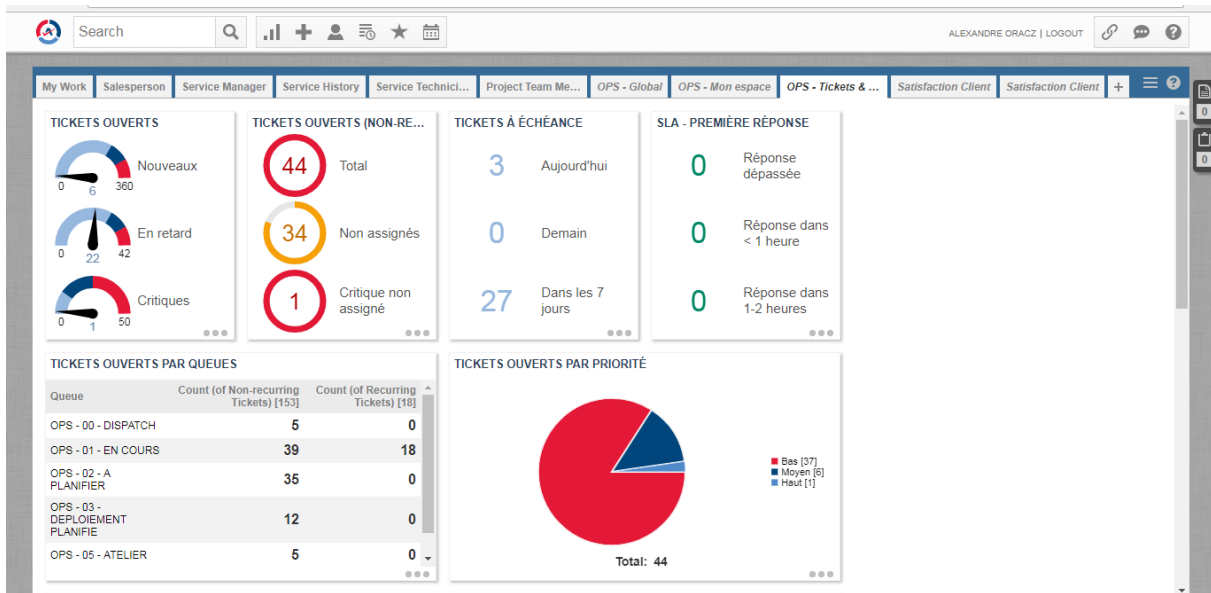 Search
ALEXANDRE ORACZ | LOGOUT
My Work
Salesperson
Service Manager
Service History
Service Technici...
Project Team Me...
OPS - Global
OPS - Mon espace
OPS - Tickets & ...
Satisfaction Client
Satisfaction Client
+
TICKETS OUVERTS
0
6
360
Nouveaux
0
22
42
En retard
0
1
50
Critiques
TICKETS OUVERTS (NON-RE...
44
Total
34
Non assignés
1
Critique non
assigné
TICKETS À ÉCHÉANCE
3
Aujourd'hui
0
Demain
27
Dans les 7
jours
SLA - PREMIÈRE RÉPONSE
0
Réponse
dépassée
0
Réponse dans
< 1 heure
0
Réponse dans
1-2 heures
0
0
TICKETS OUVERTS PAR QUEUES
Queue
Count (of Non-recurring
Tickets) [153]
Count (of Recurring
Tickets) [18]
OPS - 00 - DISPATCH 5 0
OPS - 01 - EN COURS 39 18
OPS - 02 - A
PLANIFIER 35 0
OPS - 03 -
DEPLOIEMENT
PLANIFIE 12 0
OPS - 05 - ATELIER 5 0
TICKETS OUVERTS PAR PRIORITÉ
Bas [37]
Moyen [6]
Haut [1]
Total: 44